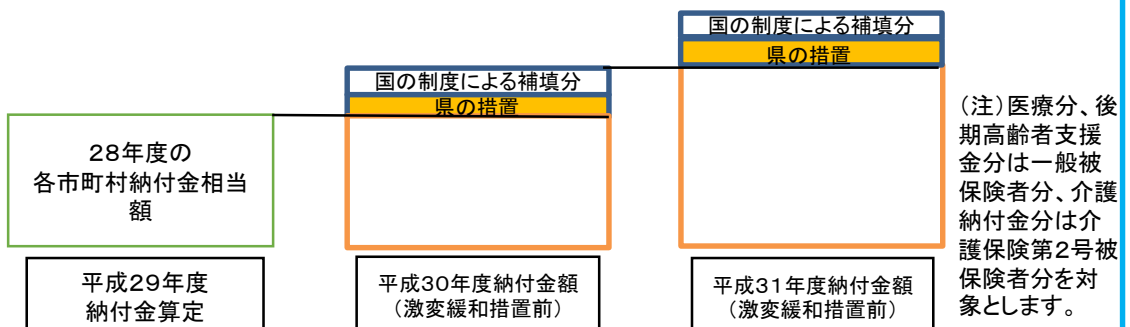 国の制度による補填分
県の措置
国の制度による補填分
県の措置
28年度の
各市町村納付金相当
額
平成29年度
納付金算定
平成30年度納付金額
(激変緩和措置前)
平成31年度納付金額
(激変緩和措置前)
(注)医療分、後
期高齢者支援
金分は一般被
保険者分、介護
納付金分は介
護保険第2号被
保険者分を対
象とします。